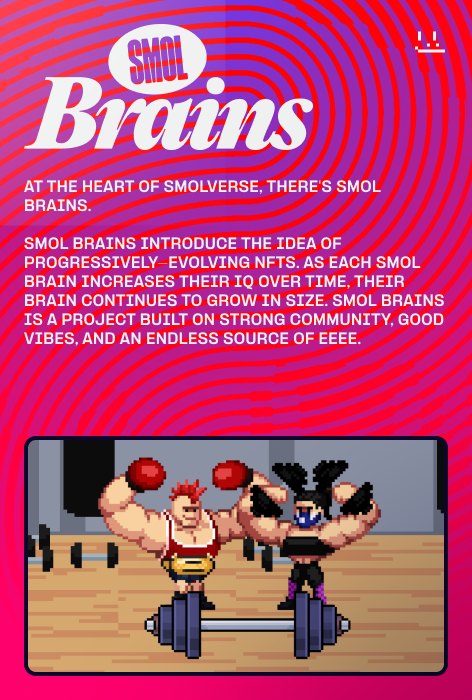 SMOL
Brains
AT THE HEART OF SMOLVERSE, THERE'S SMOL
BRAINS.
SMOL BRAINS INTRODUCE THE IDEA OF
PROGRESSIVELY-EVOLVING NFTS. AS EACH SMOL
BRAIN INCREASES THEIR IQ OVER TIME, THEIR
BRAIN CONTINUES TO GROW IN SIZE. SMOL BRAINS
IS A PROJECT BUILT ON STRONG COMMUNITY, GOOD
VIBES, AND AN ENDLESS SOURCE OF EEEE.